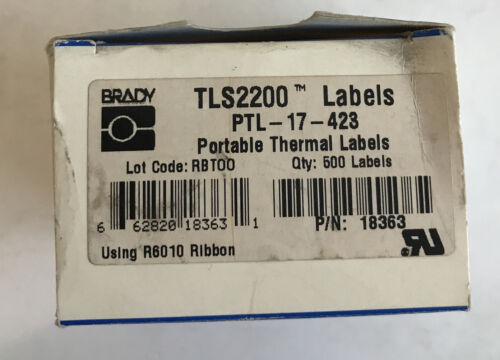 BRADY
TLS2200™ Labels
PTL-17-423
Portable Thermal Labels
Lot Code: RBTOO Qty: 500 Labels
6 62820 18363 1
P/N: 18363
Using R6010 Ribbon
RU